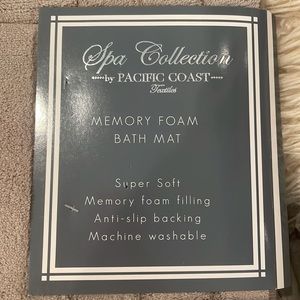 Spa Collection
by PACIFIC COAST
Textiles
MEMORY FOAM
BATH MAT
Super Soft
Memory foam filling
Anti-slip backing
Machine washable